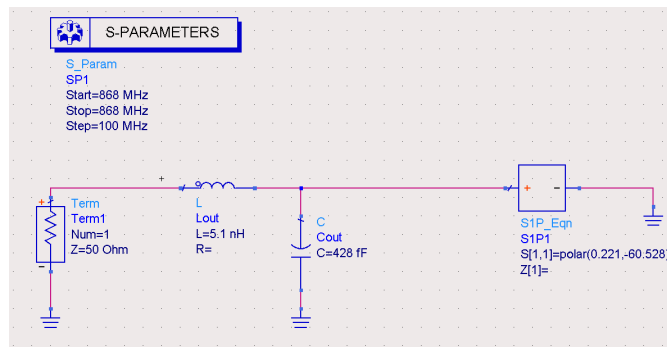 S-PARAMETERS
S_Param
SP1
Start=868 MHz
Stop=868 MHz
Step=100 MHz
Term
Term1
Num=1
Z=50 Ohm
L
Lout
L=5.1 nH
R=
C
Cout
C=428 fF
S1P_Eqn
S1P1
S[1,1]=polar(0.221,-60.528)
Z[1]=